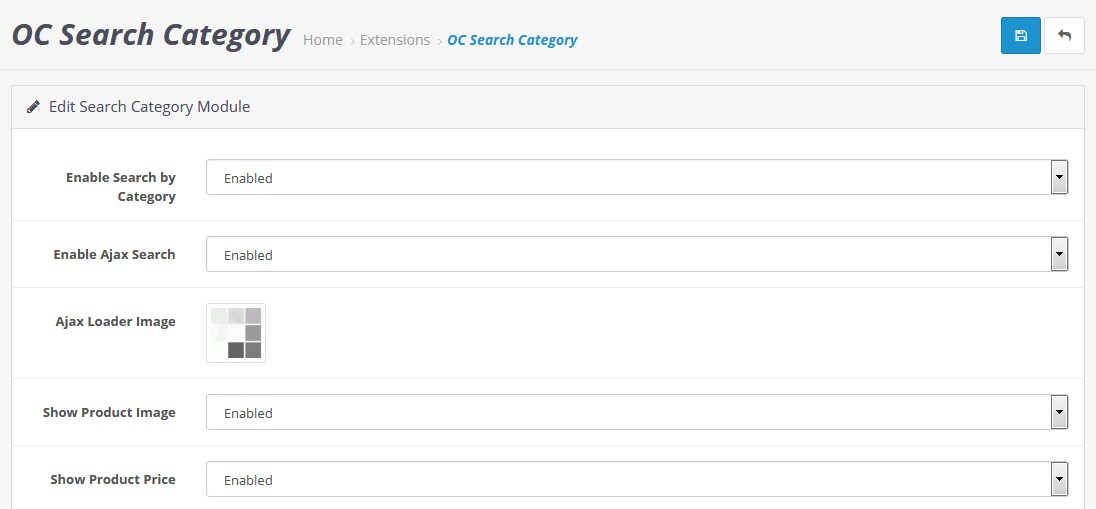 OC Search Category Home › Extensions › OC Search Category
Edit Search Category Module
Enable Search by
Category
Enabled
Enable Ajax Search
Enabled
Ajax Loader Image
Show Product Image
Enabled
Show Product Price
Enabled